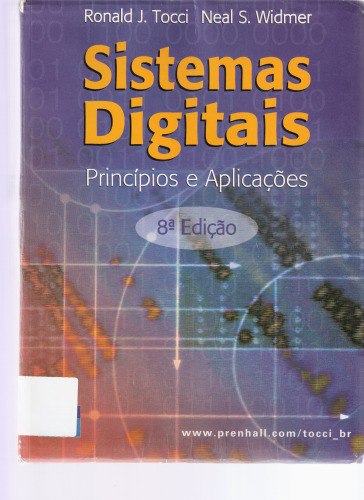 Ronald J. Tocci Neal S. Widmer
Sistemas
Digitais
Princípios e Aplicações
8ª Edição
www.prenhall.com/tocci_br